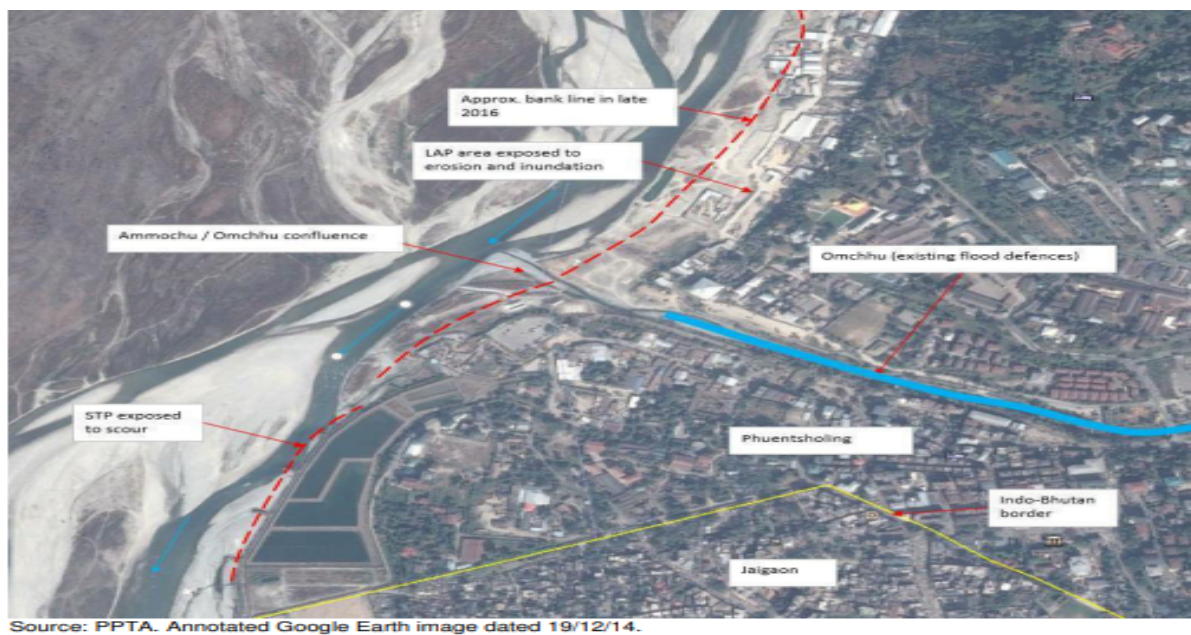 Approx. bank line in late
2016
LAP area exposed to
erosion and inundation
Ammochu / Omchhu confluence
Omchhu (existing flood defences)
STP exposed
to scour
Phuentsholing
Indo-Bhutan
border
Jaigaon
Source: PPTA. Annotated Google Earth image dated 19/12/14.